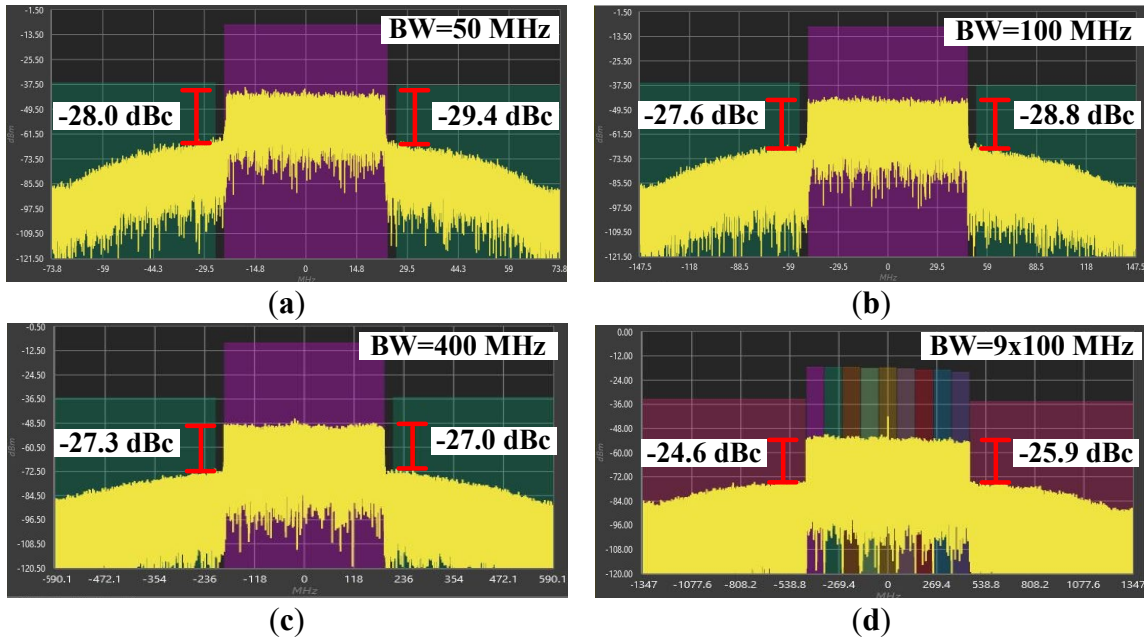 BW=50 MHz
-1.50
-13.50
-25.50
-37.50
-49.50
-61.50
-73.50
-85.50
-97.50
-109.50
-121.50
dBm
-28.0 dBc
-29.4 dBc
-73.8 -59 -44.3 -29.5 -14.8 0 14.8 29.5 44.3 59 73.8
MHz
(a)
BW=100 MHz
-1.50
-13.50
-25.50
-37.50
-49.50
-61.50
-73.50
-85.50
-97.50
-109.50
-121.50
dBm
-27.6 dBc
-28.8 dBc
-147.5 -118 -88.5 -59 -29.5 0 29.5 59 88.5 118 147.5
MHz
(b)
BW=400 MHz
-0.50
-12.50
-24.50
-36.50
-48.50
-60.50
-72.50
-84.50
-96.50
-108.50
-120.50
dBm
-27.3 dBc
-27.0 dBc
-590.1 -472.1 -354 -236 -118 0 118 236 354 472.1 590.1
MHz
(c)
BW=9x100 MHz
0.00
-12.00
-24.00
-36.00
-48.00
-60.00
-72.00
-84.00
-96.00
-108.00
-120.00
dBm
-24.6 dBc
-25.9 dBc
-1347 -1077.6 -808.2 -538.8 -269.4 0 269.4 538.8 808.2 1077.6 1347
MHz
(d)